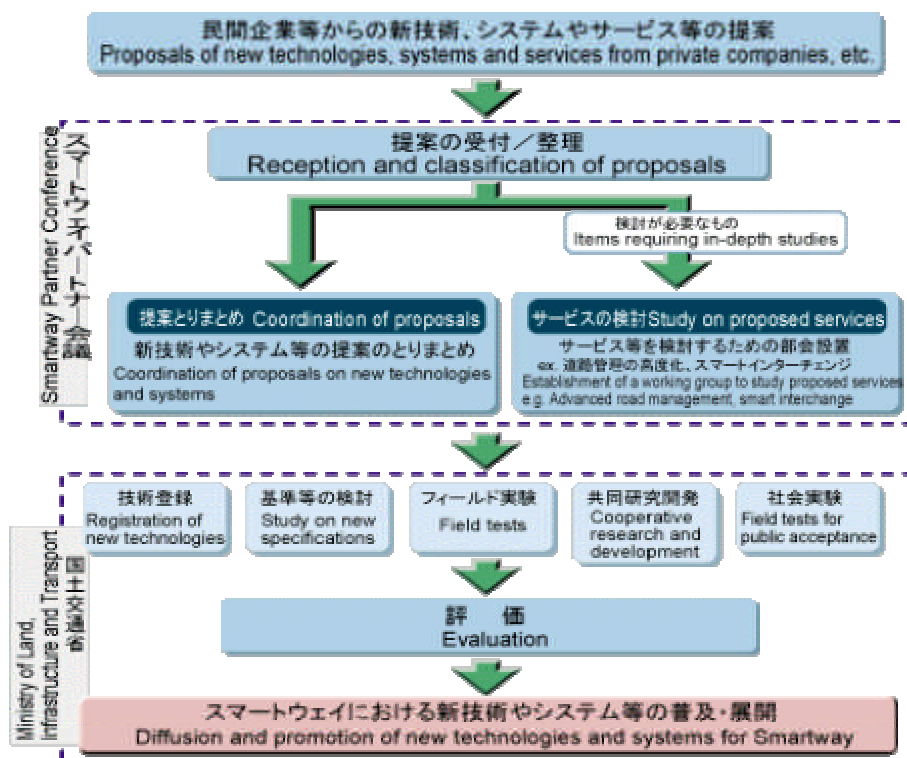 民間企業等からの新技術、システムやサービス等の提案
Proposals of new technologies, systems and services from private companies, etc.
Smartway Partner Conference
スマートウェイパートナー会議
提案の受付／整理
Reception and classification of proposals
検討が必要なもの
Items requiring in-depth studies
提案とりまとめ Coordination of proposals
新技術やシステム等の提案のとりまとめ
Coordination of proposals on new technologies
and systems
サービスの検討Study on proposed services
サービス等を検討するための部会設置
ex. 道路管理の高度化、スマートインターチェンジ
Establishment of a working group to study proposed services
e.g. Advanced road management, smart interchange
Ministry of Land,
Infrastructure and Transport
国土交通省
技術登録
Registration of
new technologies
基準等の検討
Study on new
specifications
フィールド実験
Field tests
共同研究開発
Cooperative
research and
development
社会実験
Field tests for
public acceptance
評　価
Evaluation
スマートウェイにおける新技術やシステム等の普及・展開
Diffusion and promotion of new technologies and systems for Smartway